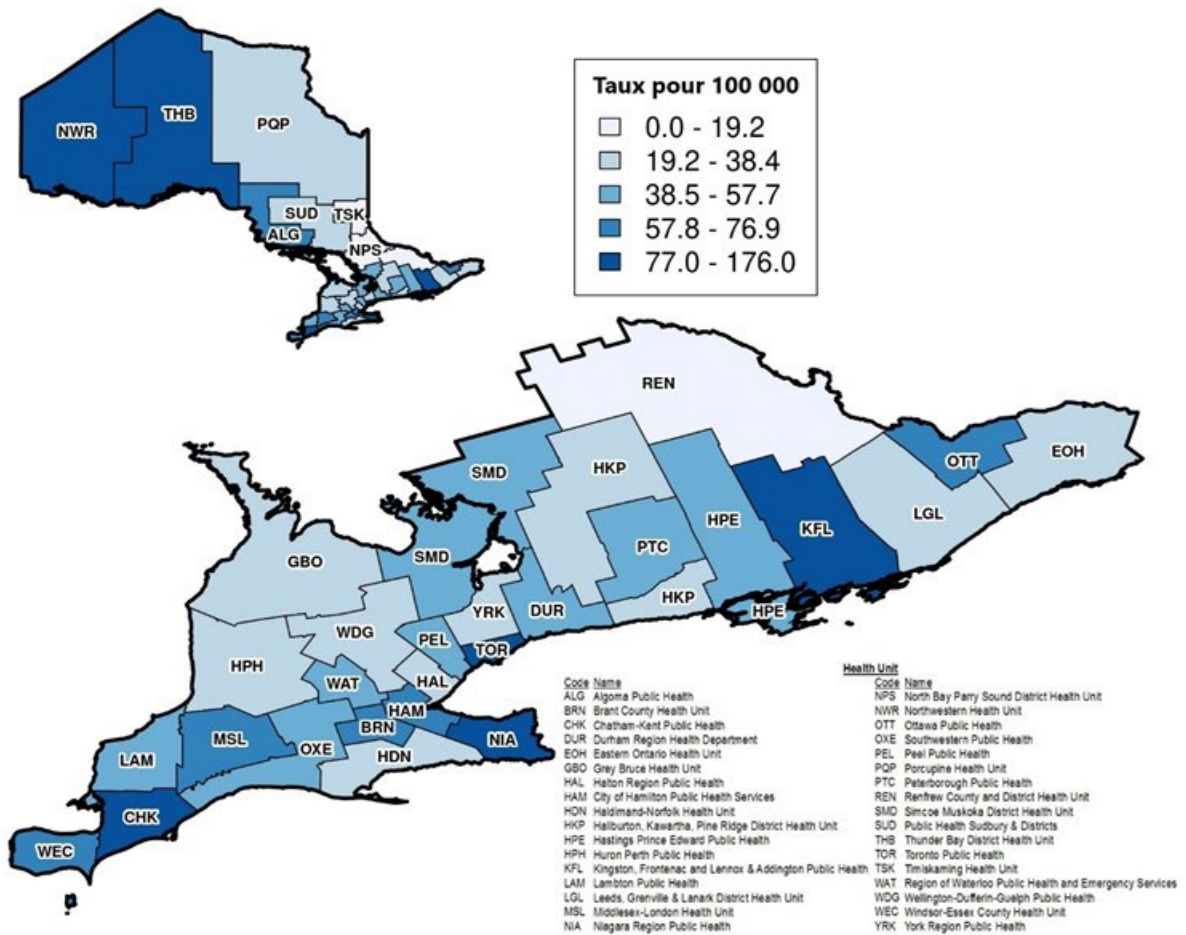 NWR
THB
PQP
SUD
TSK
ALG
NPS
Taux pour 100 000
0.0 - 19.2
19.2 - 38.4
38.5 - 57.7
57.8 - 76.9
77.0 - 176.0
REN
SMD
HKP
OTT
EOH
HPE
KFL
LGL
PTC
SMD
GBO
HKP
HPE
YRK
DUR
WDG
PEL
TOR
HPH
HAL
WAT
HAM
BRN
NIA
MSL
OXE
HDN
LAM
CHK
WEC
Health Unit
Code Name
ALG Algoma Public Health
BRN Brant County Health Unit
CHK Chatham-Kent Public Health
DUR Durham Region Health Department
EOH Eastern Ontario Health Unit
GBO Grey Bruce Health Unit
HAL Halton Region Public Health
HAM City of Hamilton Public Health Services
HDN Haldimand-Norfolk Health Unit
HKP Haliburton, Kawartha, Pine Ridge District Health Unit
HPE Hastings Prince Edward Public Health
HPH Huron Perth Public Health
KFL Kingston, Frontenac and Lennox & Addington Public Health
LAM Lambton Public Health
LGL Leeds, Grenville & Lanark District Health Unit
MSL Middlesex-London Health Unit
NIA Niagara Region Public Health
Code Name
NPS North Bay Parry Sound District Health Unit
NWR Northwestern Health Unit
OTT Ottawa Public Health
OXE Southwestern Public Health
PEL Peel Public Health
PQP Porcupine Health Unit
PTC Peterborough Public Health
REN Renfrew County and District Health Unit
SMD Simcoe Muskoka District Health Unit
SUD Public Health Sudbury & Districts
THB Thunder Bay District Health Unit
TOR Toronto Public Health
TSK Timiskaming Health Unit
WAT Region of Waterloo Public Health and Emergency Services
WDG Wellington-Dufferin-Guelph Public Health
WEC Windsor-Essex County Health Unit
YRK York Region Public Health